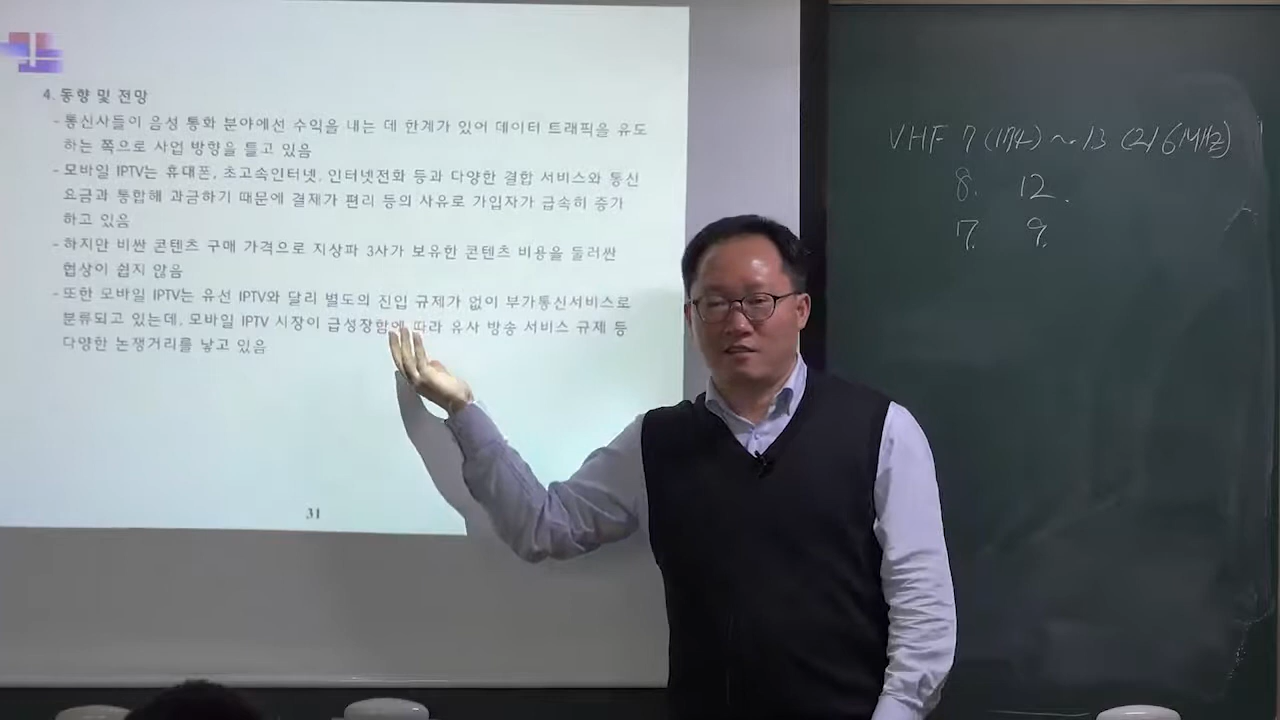 4. 동향 및 전망
- 통신사들이 음성 통화 분야에선 수익을 내는 데 한계가 있어 데이터 트래픽을 유도
하는 쪽으로 사업 방향을 틀고 있음
- 모바일 IPTV는 휴대폰, 초고속인터넷, 인터넷전화 등과 다양한 결합 서비스와 통신
요금과 통합해 과금하기 때문에 결제가 편리 등의 사유로 가입자가 급속히 증가
하고 있음
- 하지만 비싼 콘텐츠 구매 가격으로 지상파 3사가 보유한 콘텐츠 비용을 둘러싼
협상이 쉽지 않음
- 또한 모바일 IPTV는 유선 IPTV와 달리 별도의 진입 규제가 없이 부가통신서비스로
분류되고 있는데, 모바일 IPTV 시장이 급성장함에 따라 유사 방송 서비스 규제 등
다양한 논쟁거리를 낳고 있음
31
VHF 7 (174) ~ 13 (216MHz)
8. 12.
7. 9.